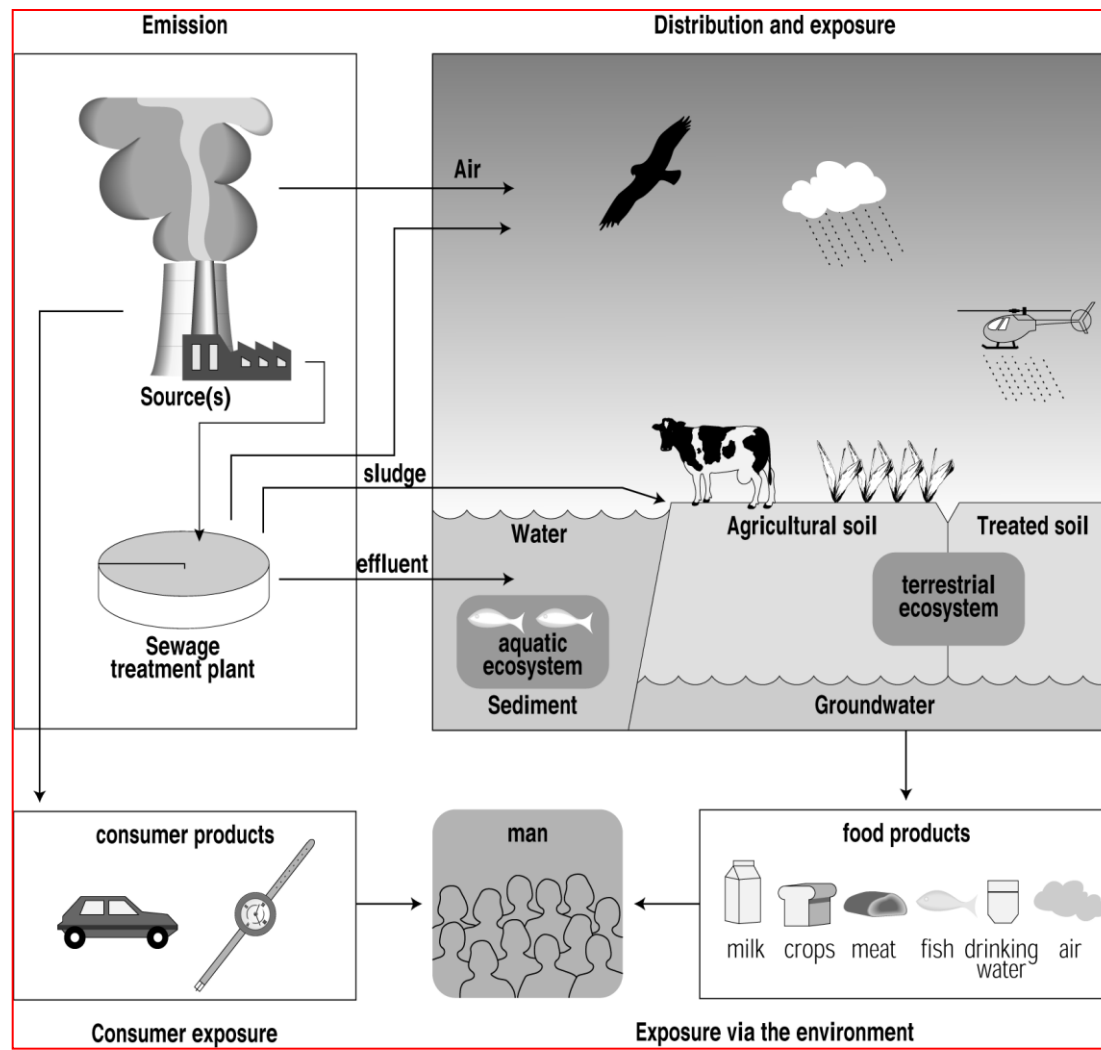 Emission
Distribution and exposure
Air
Source(s)
sludge
Water
Agricultural soil
Treated soil
effluent
terrestrial
ecosystem
aquatic
ecosystem
Sewage
treatment plant
Sediment
Groundwater
consumer products
man
food products
milk
crops
meat
fish
drinking
water
air
Consumer exposure
Exposure via the environment